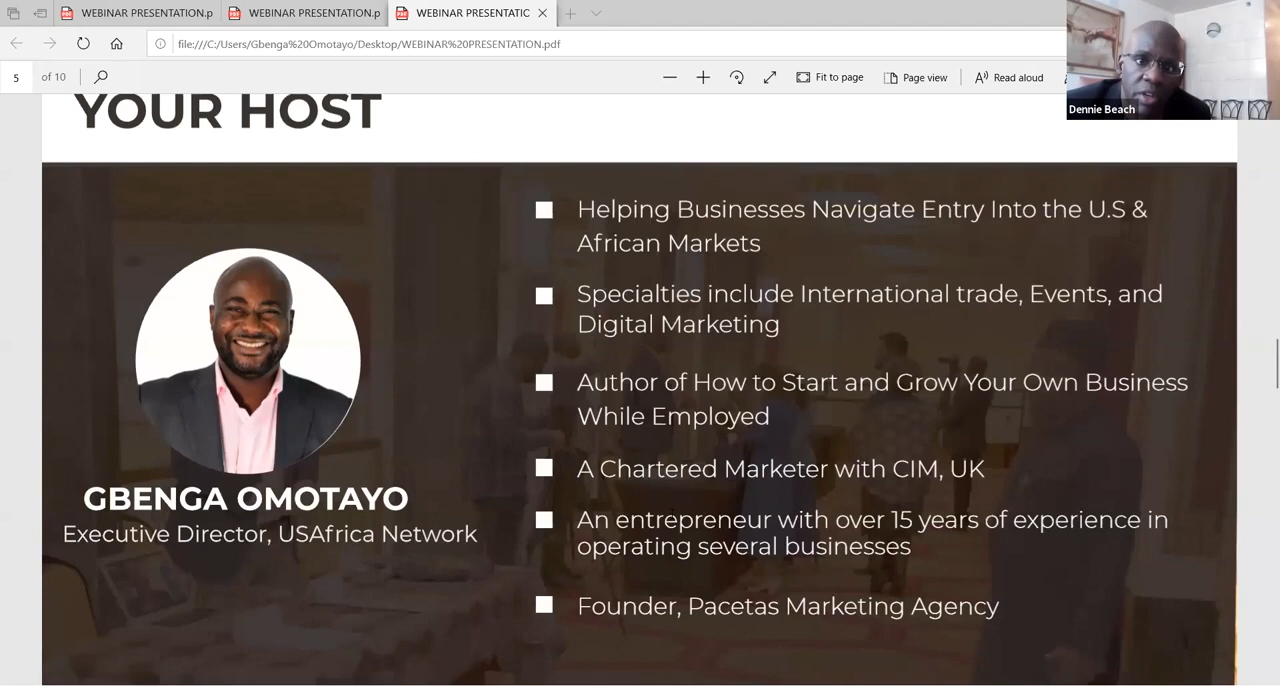 WEBINAR PRESENTATION.p
WEBINAR PRESENTATION.p
WEBINAR PRESENTATIC
file:///C:/Users/Gbenga%20Omotayo/Desktop/WEBINAR%20PRESENTATION.pdf
5 of 10
Fit to page
Page view
Read aloud
Dennie Beach
YOUR HOST
GBENGA OMOTAYO
Executive Director, USAfrica Network
Helping Businesses Navigate Entry Into the U.S &
African Markets
Specialties include International trade, Events, and
Digital Marketing
Author of How to Start and Grow Your Own Business
While Employed
A Chartered Marketer with CIM, UK
An entrepreneur with over 15 years of experience in
operating several businesses
Founder, Pacetas Marketing Agency